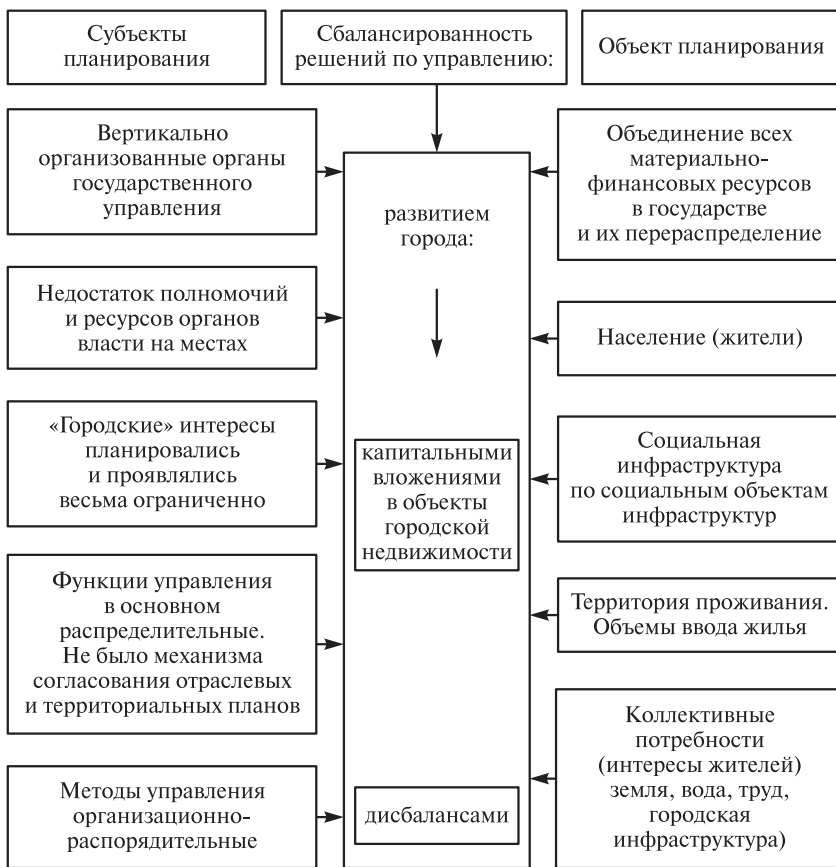 Субъекты
планирования
Сбалансированность
решений по управлению:
Объект планирования
Вертикально
организованные органы
государственного
управления
Недостаток полномочий
и ресурсов органов
власти на местах
«Городские» интересы
планировались
и проявлялись
весьма ограниченно
Функции управления
в основном
распределительные.
Не было механизма
согласования отраслевых
и территориальных планов
Методы управления
организационно-
распорядительные
развитием
города:
капитальными
вложениями
в объекты
городской
недвижимости
дисбалансами
Объединение всех
материально-
финансовых ресурсов
в государстве
и их перераспределение
Население (жители)
Социальная
инфраструктура
по социальным объектам
инфраструктур
Территория проживания.
Объемы ввода жилья
Коллективные
потребности
(интересы жителей)
земля, вода, труд,
городская
инфраструктура)